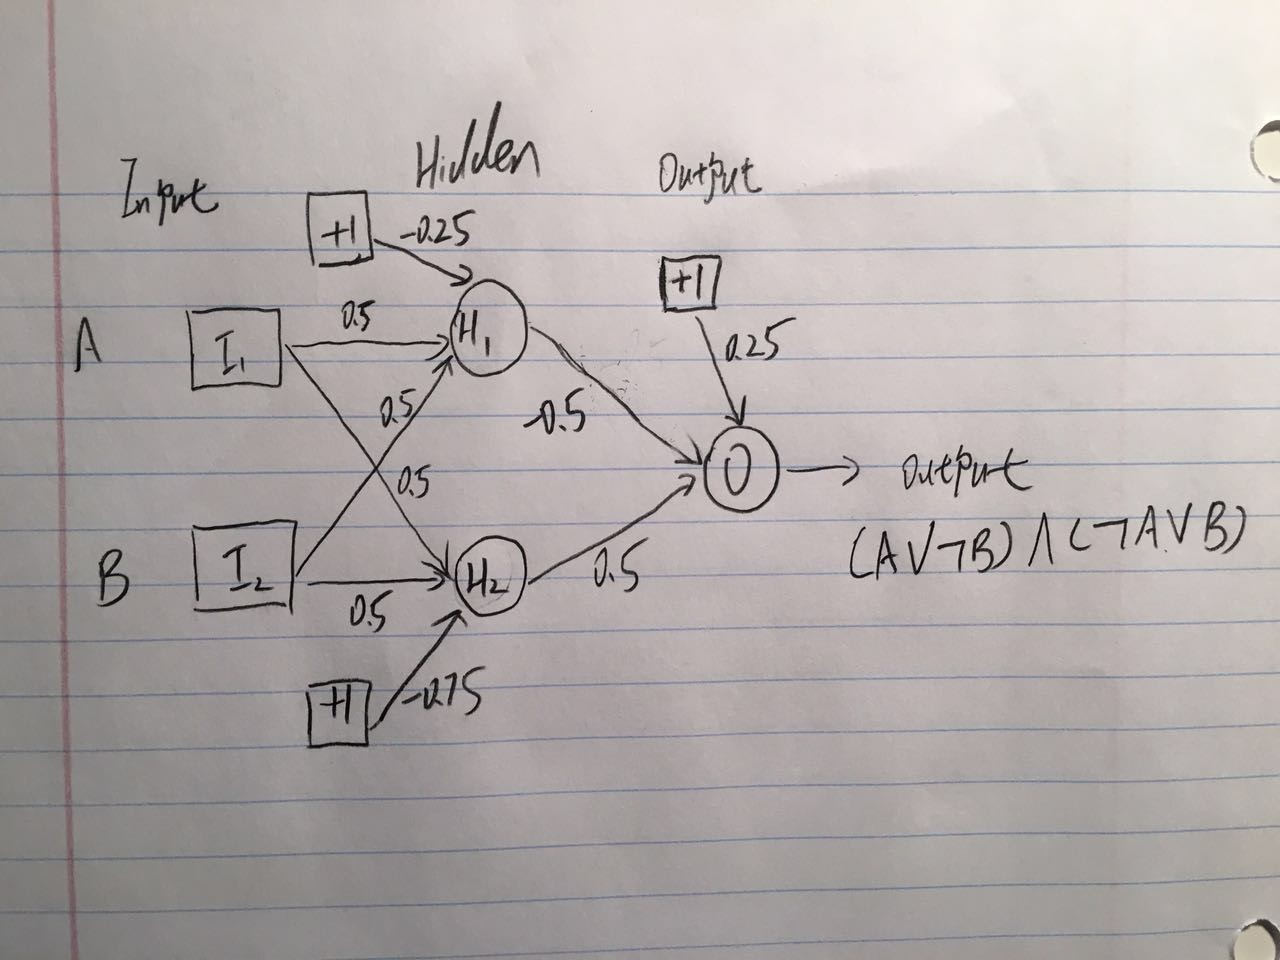 Input
Hidden
Output
+1
-0.25
+1
A
I₁
0.5
H₁
0.25
0.5
-0.5
0.5
O
output
(A∨¬B)∧(¬A∨B)
B
I₂
0.5
H₂
0.5
+1
-0.75